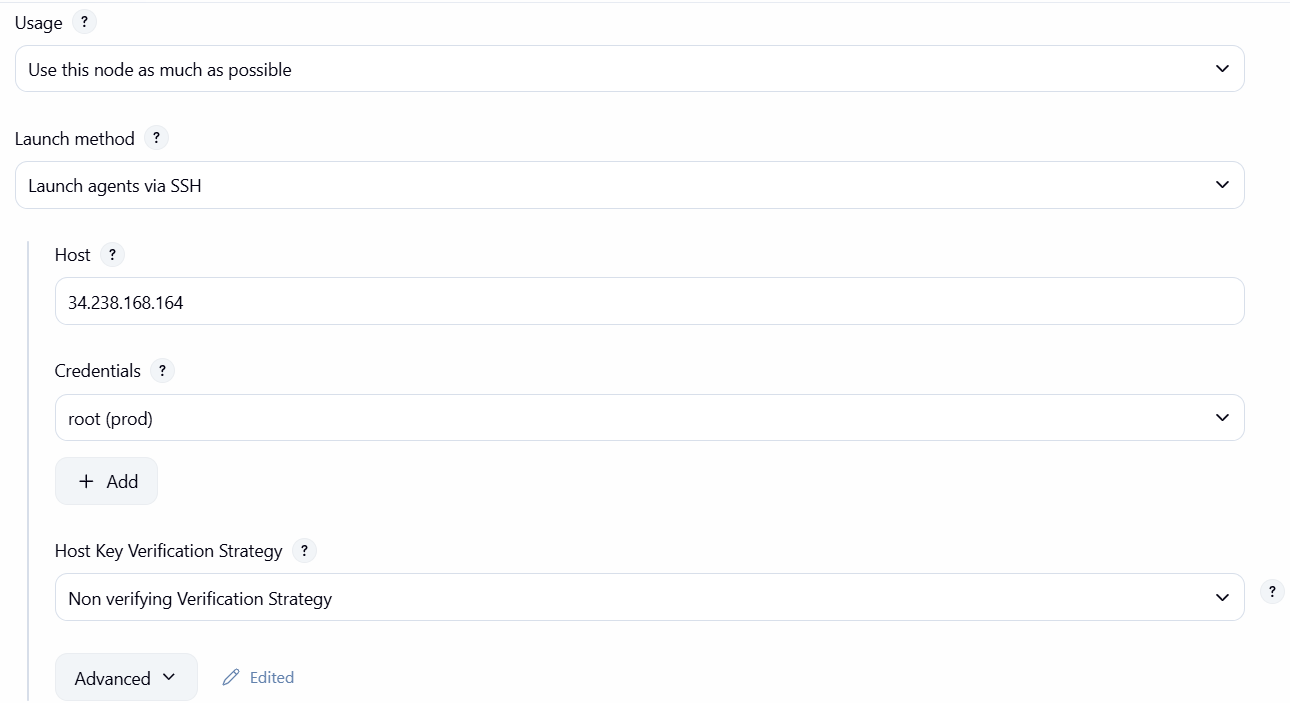 Usage ?
Use this node as much as possible
Launch method ?
Launch agents via SSH
Host ?
34.238.168.164
Credentials ?
root (prod)
+ Add
Host Key Verification Strategy ?
Non verifying Verification Strategy
?
Advanced
Edited